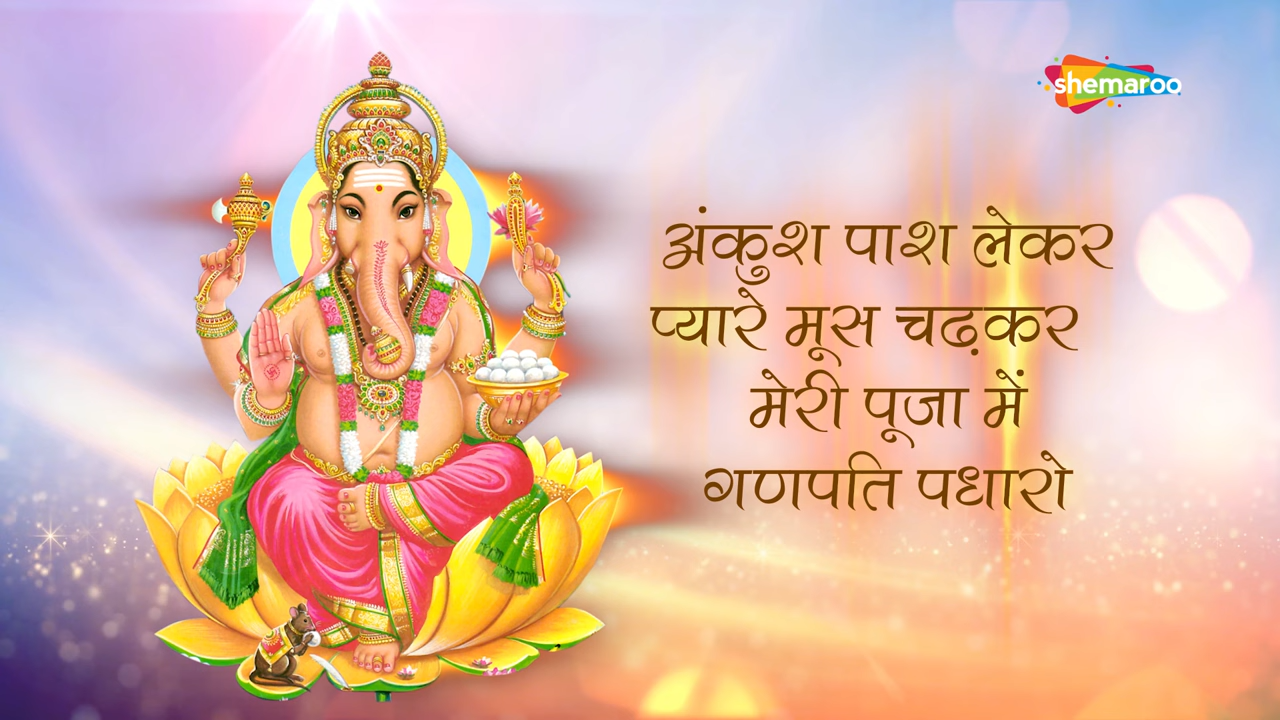 shemaroo
अंकुश पाश लेकर
प्यारे मूस चढ़कर
मेरी पूजा में
गणपति पधारो